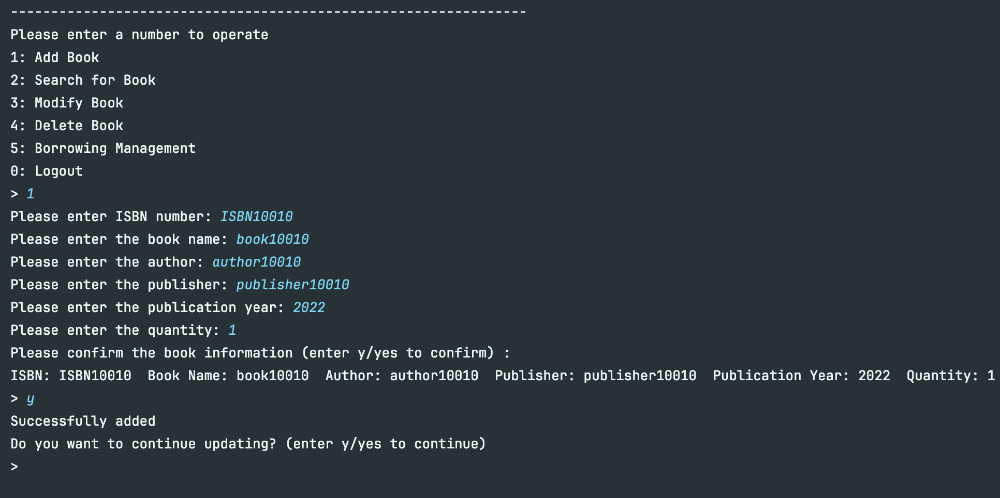 ----------------------------------------------------------------
Please enter a number to operate
1: Add Book
2: Search for Book
3: Modify Book
4: Delete Book
5: Borrowing Management
0: Logout
> 1
Please enter ISBN number: ISBN10010
Please enter the book name: book10010
Please enter the author: author10010
Please enter the publisher: publisher10010
Please enter the publication year: 2022
Please enter the quantity: 1
Please confirm the book information (enter y/yes to confirm) :
ISBN: ISBN10010  Book Name: book10010  Author: author10010  Publisher: publisher10010  Publication Year: 2022  Quantity: 1
> y
Successfully added
Do you want to continue updating? (enter y/yes to continue)
>